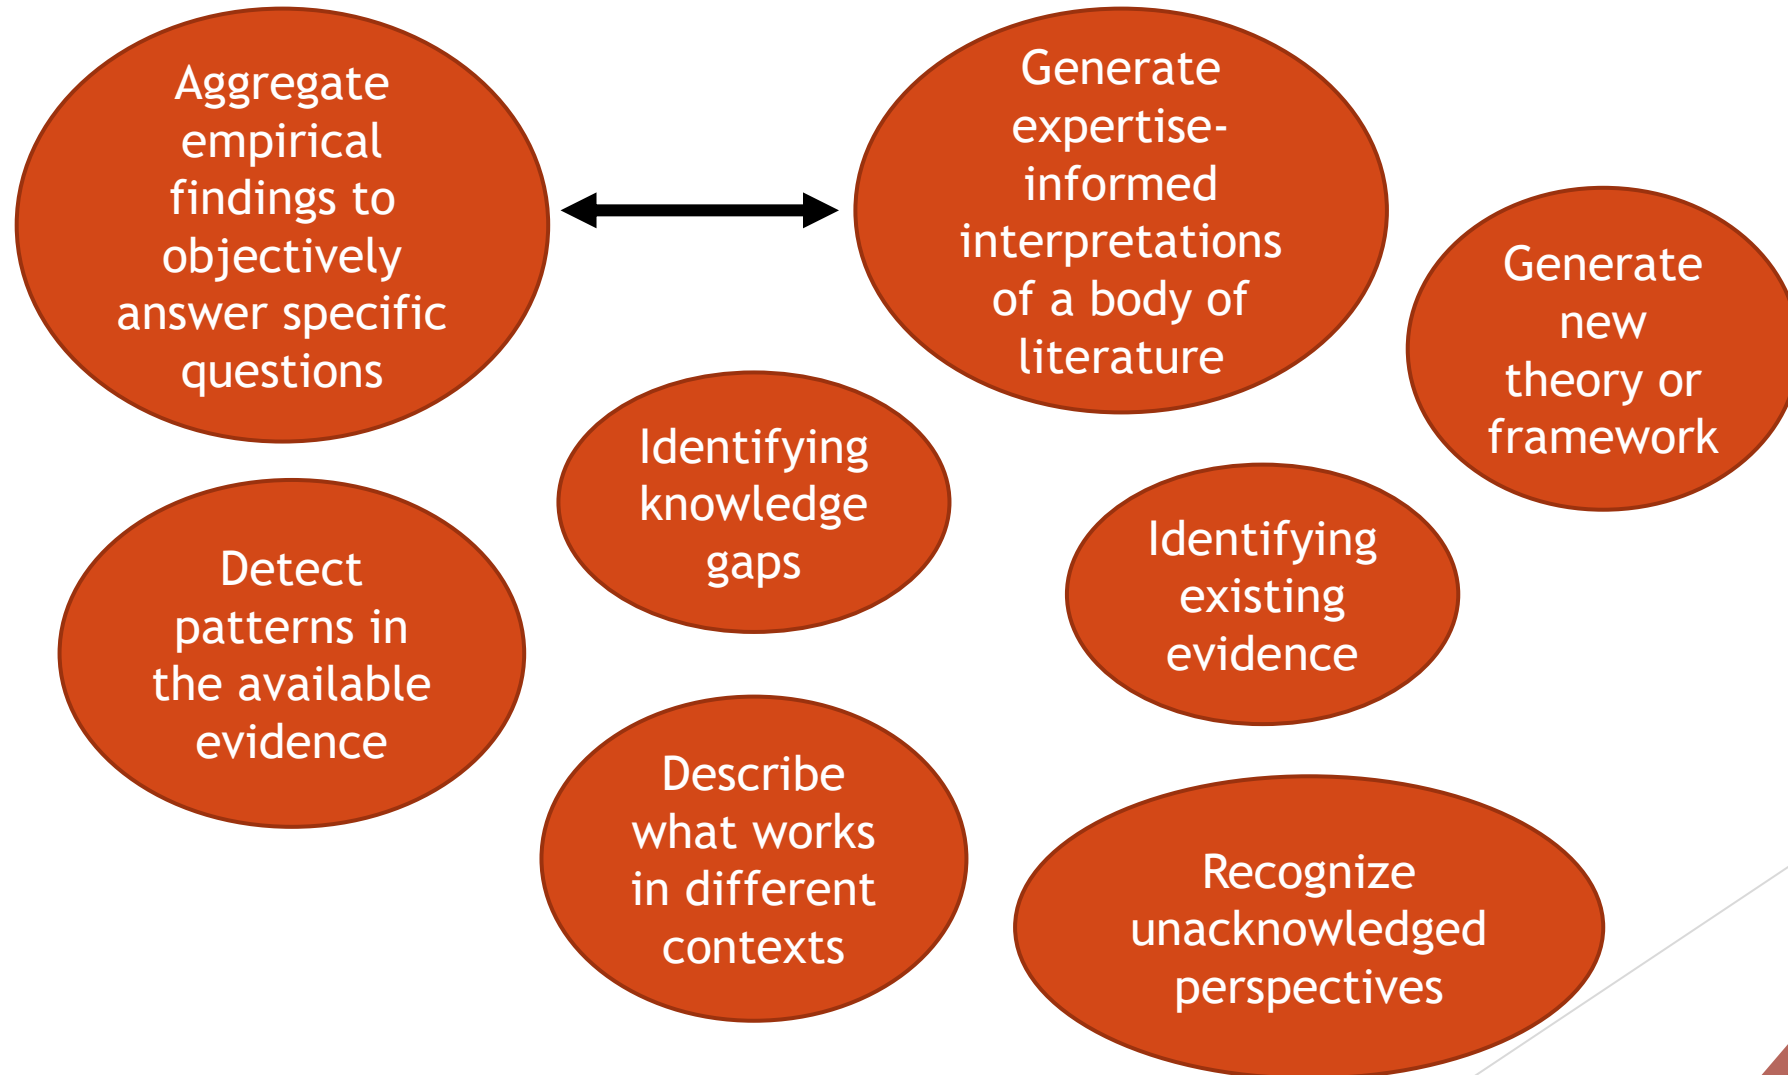 Aggregate
empirical
findings to
objectively
answer specific
questions
Generate
expertise-
informed
interpretations
of a body of
literature
Generate
new
theory or
framework
Identifying
knowledge
gaps
Identifying
existing
evidence
Detect
patterns in
the available
evidence
Describe
what works
in different
contexts
Recognize
unacknowledged
perspectives